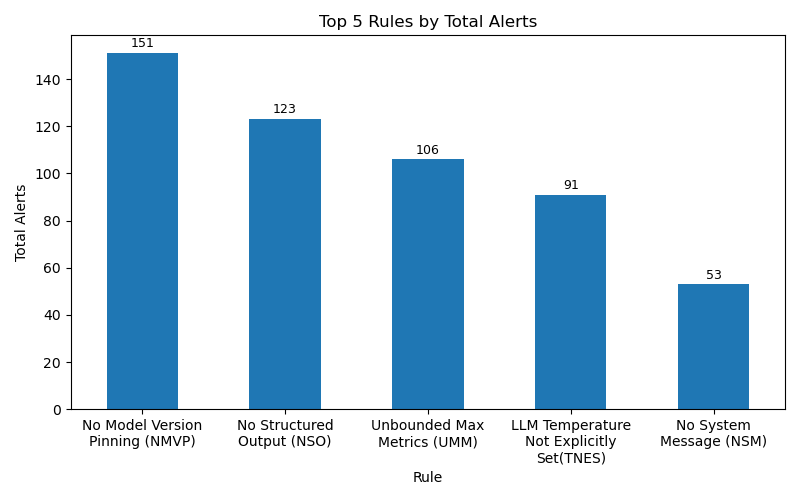 Top 5 Rules by Total Alerts
151
123
106
91
53
Total Alerts
140
120
100
80
60
40
20
0
No Model Version
Pinning (NMVP)
No Structured
Output (NSO)
Unbounded Max
Metrics (UMM)
LLM Temperature
Not Explicitly
Set(TNES)
No System
Message (NSM)
Rule